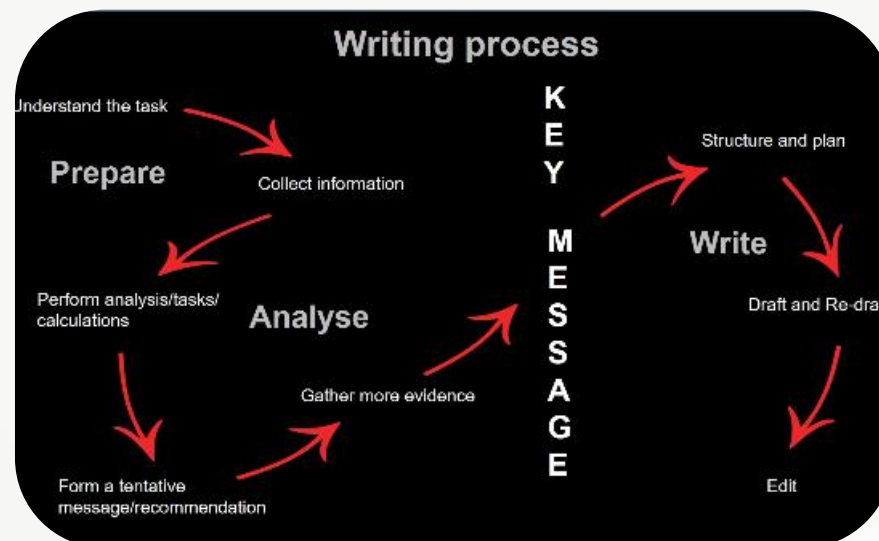 Writing process
Understand the task
Prepare
Collect information
Perform analysis/tasks/
calculations
Analyse
Form a tentative
message/recommendation
Gather more evidence
KEY MESSAGE
Structure and plan
Write
Draft and Re-dra
Edit